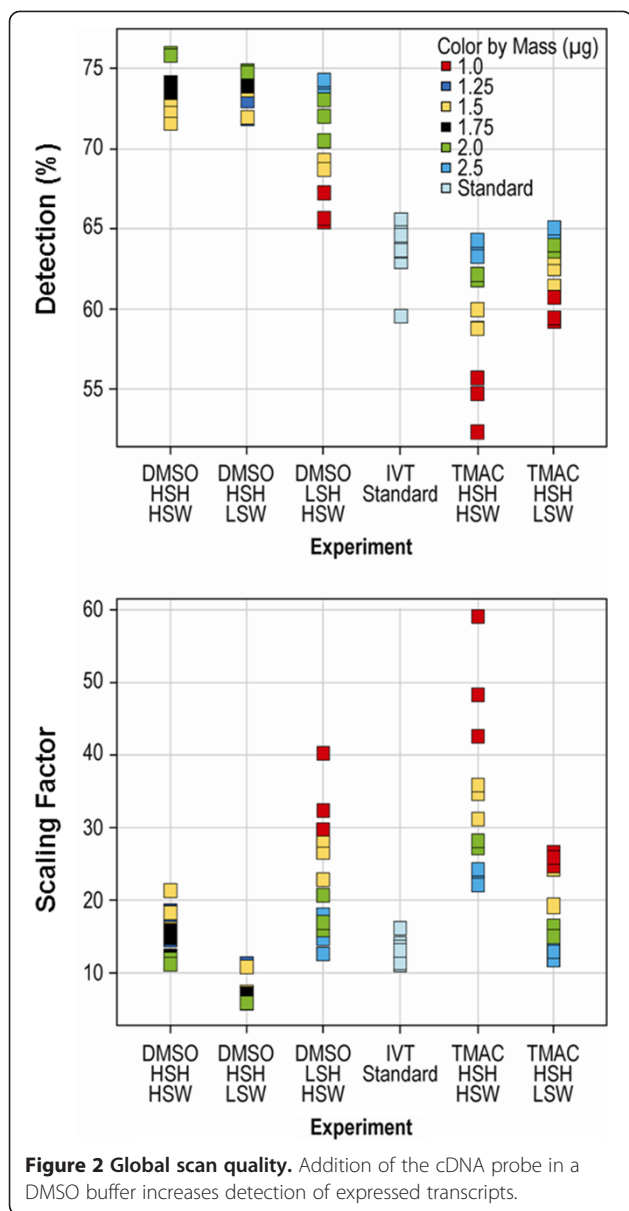 Color by Mass (µg)
1.0
1.25
1.5
1.75
2.0
2.5
Standard
Detection (%)
75
70
65
60
55
DMSO HSH HSW
DMSO HSH LSW
DMSO LSH HSW
IVT Standard
TMAC HSH HSW
TMAC HSH LSW
Experiment
Scaling Factor
60
50
40
30
20
10
DMSO HSH HSW
DMSO HSH LSW
DMSO LSH HSW
IVT Standard
TMAC HSH HSW
TMAC HSH LSW
Experiment
Figure 2 Global scan quality. Addition of the cDNA probe in a
DMSO buffer increases detection of expressed transcripts.